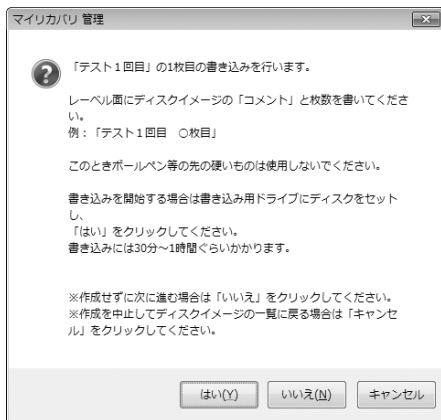 マイリカバリ 管理
「テスト１回目」の1枚目の書き込みを行います。
レーベル面にディスクイメージの「コメント」と枚数を書いてくださ
い。
例：「テスト１回目　○枚目」
このときボールペン等の先の硬いものは使用しないでください。
書き込みを開始する場合は書き込み用ドライブにディスクをセット
し、
「はい」をクリックしてください。
書き込みには30分～1時間ぐらいかかります。
※作成せずに次に進む場合は「いいえ」をクリックしてください。
※作成を中止してディスクイメージの一覧に戻る場合は「キャンセ
ル」をクリックしてください。
はい(Y)　いいえ(N)　キャンセル